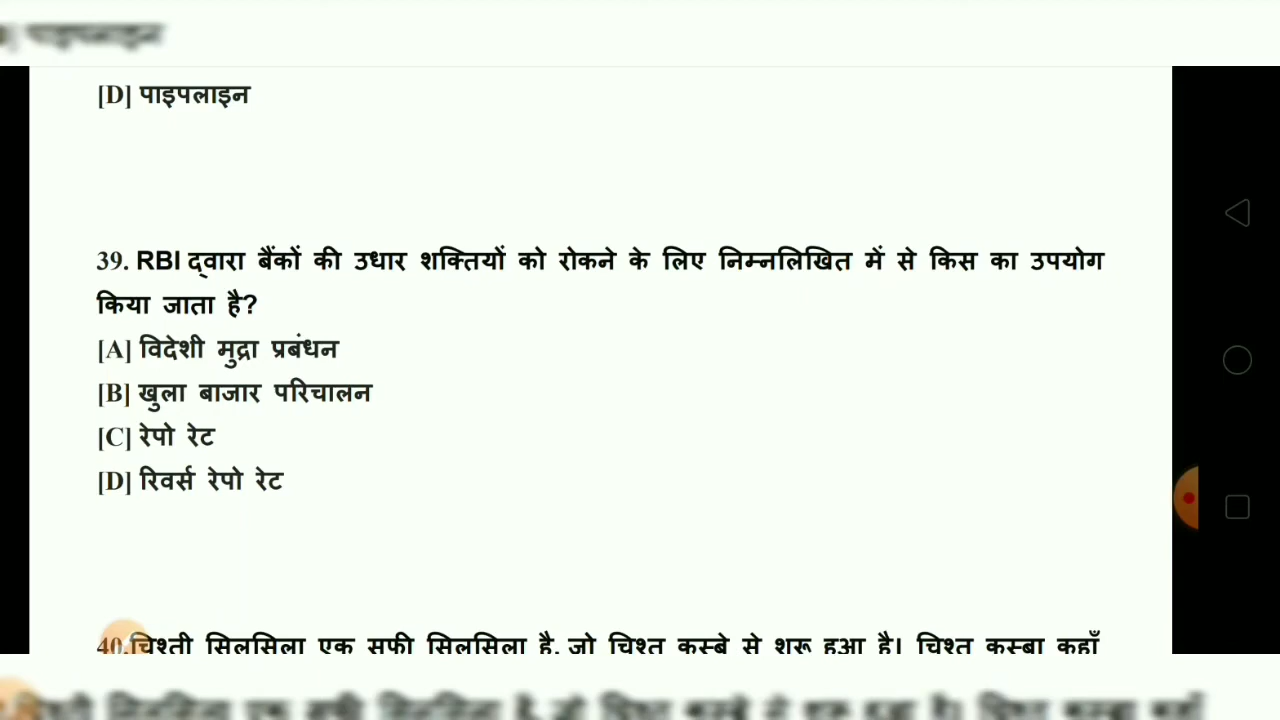 [D] पाइपलाइन
39. RBI द्वारा बैंकों की उधार शक्तियों को रोकने के लिए निम्नलिखित में से किस का उपयोग
किया जाता है?
[A] विदेशी मुद्रा प्रबंधन
[B] खुला बाजार परिचालन
[C] रेपो रेट
[D] रिवर्स रेपो रेट
40.चिश्ती सिलसिला एक सूफी सिलसिला है, जो चिश्त कस्बे से शुरू हुआ है। चिश्त कस्बा कहाँ